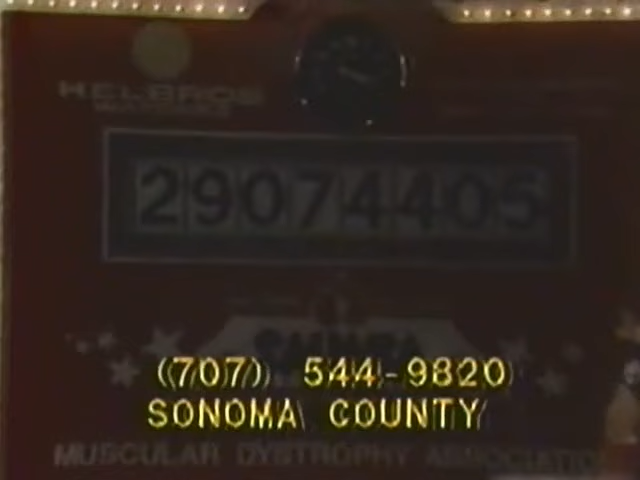 HELBROS
29074405
(707) 544-9820
SONOMA COUNTY
MUSCULAR DYSTROPHY ASSOCIATION